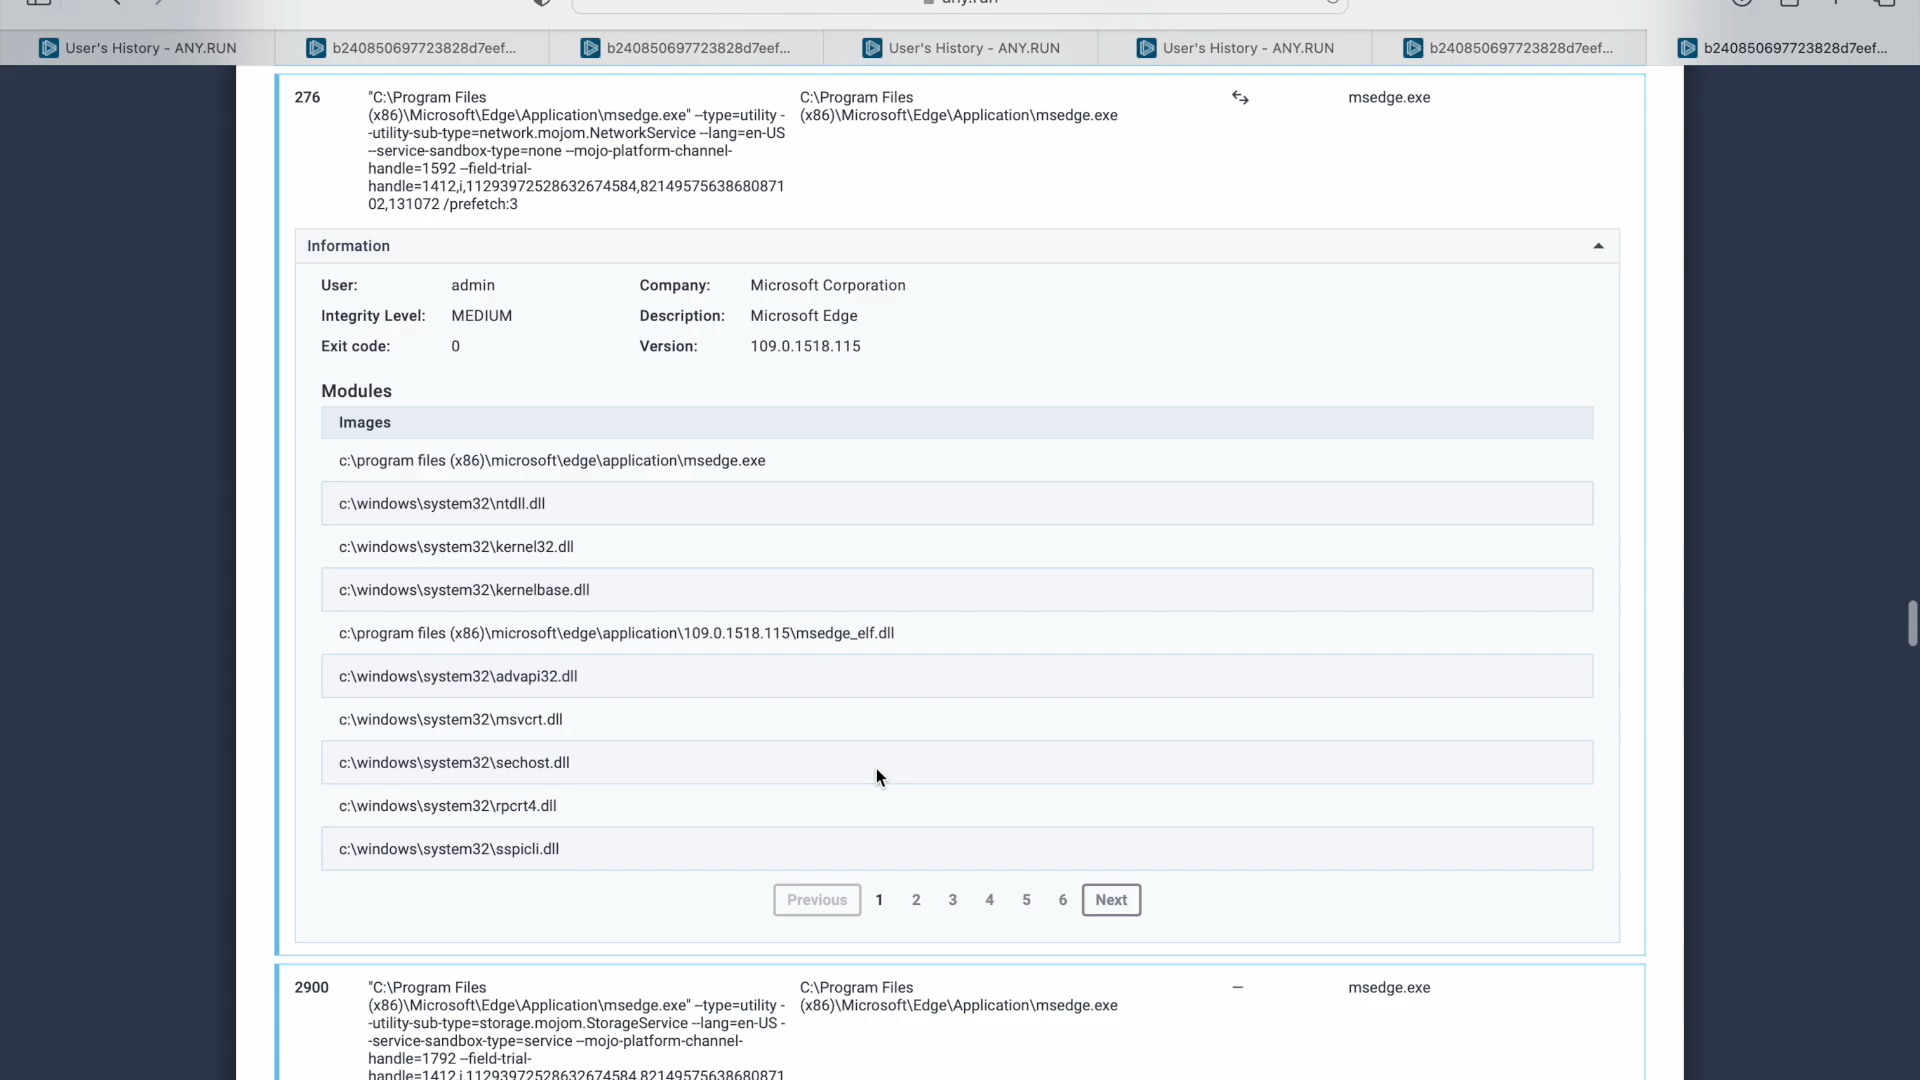 any.run
User's History - ANY.RUN
b240850697723828d7eef...
b240850697723828d7eef...
User's History - ANY.RUN
User's History - ANY.RUN
b240850697723828d7eef...
b240850697723828d7eef...
276
"C:\Program Files
(x86)\Microsoft\Edge\Application\msedge.exe" --type=utility -
-utility-sub-type=network.mojom.NetworkService --lang=en-US
--service-sandbox-type=none --mojo-platform-channel-
handle=1592 --field-trial-
handle=1412,i,11293972528632674584,82149575638680871
02,131072 /prefetch:3
C:\Program Files
(x86)\Microsoft\Edge\Application\msedge.exe
msedge.exe
Information
User: admin Company: Microsoft Corporation
Integrity Level: MEDIUM Description: Microsoft Edge
Exit code: 0 Version: 109.0.1518.115
Modules
Images
c:\program files (x86)\microsoft\edge\application\msedge.exe
c:\windows\system32\ntdll.dll
c:\windows\system32\kernel32.dll
c:\windows\system32\kernelbase.dll
c:\program files (x86)\microsoft\edge\application\109.0.1518.115\msedge_elf.dll
c:\windows\system32\advapi32.dll
c:\windows\system32\msvcrt.dll
c:\windows\system32\sechost.dll
c:\windows\system32\rpcrt4.dll
c:\windows\system32\sspicli.dll
Previous 1 2 3 4 5 6 Next
2900
"C:\Program Files
(x86)\Microsoft\Edge\Application\msedge.exe" --type=utility -
-utility-sub-type=storage.mojom.StorageService --lang=en-US -
-service-sandbox-type=service --mojo-platform-channel-
handle=1792 --field-trial-
handle=1412,i,11293972528632674584,82149575638680871
C:\Program Files
(x86)\Microsoft\Edge\Application\msedge.exe
–
msedge.exe